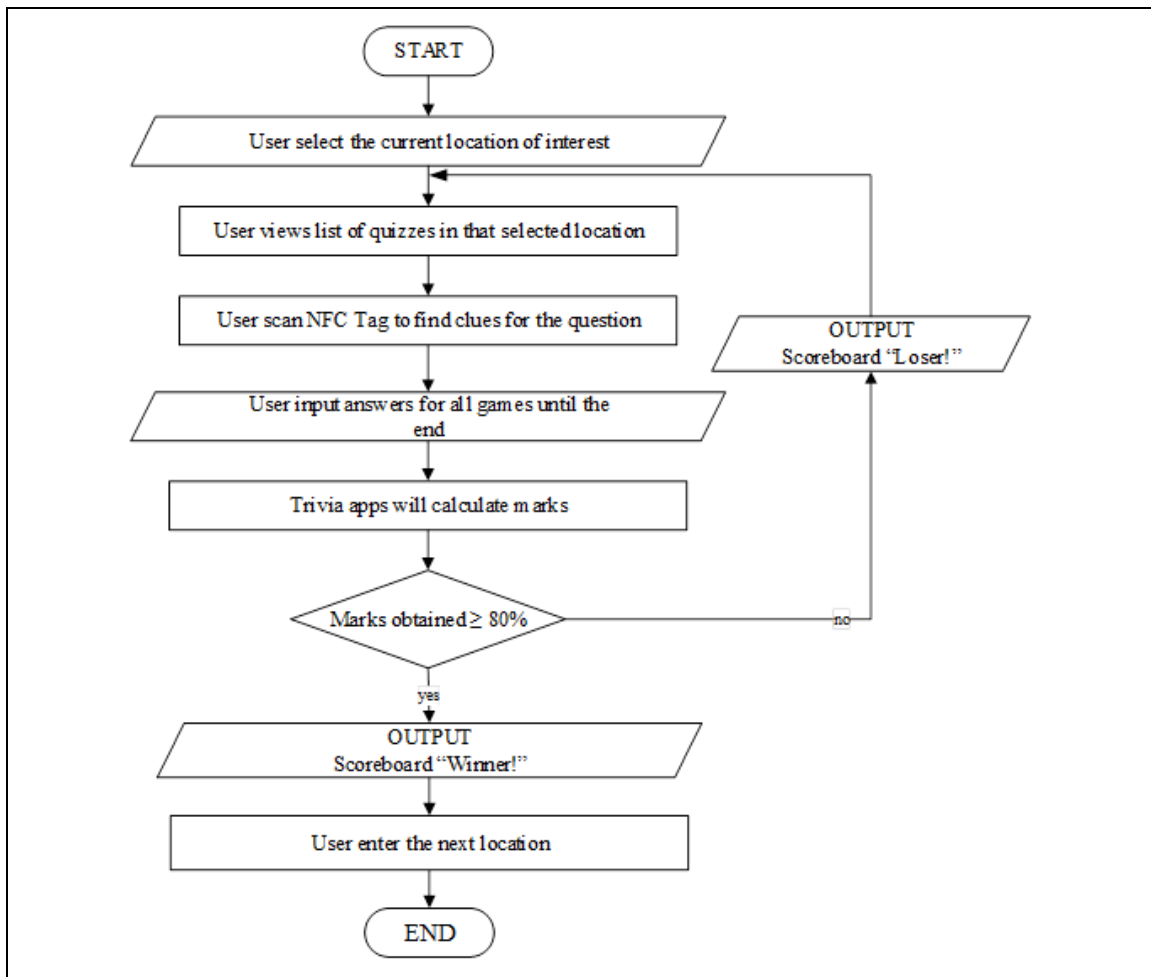 START
User select the current location of interest
User views list of quizzes in that selected location
User scan NFC Tag to find clues for the question
OUTPUT
Scoreboard “Loser!”
User input answers for all games until the
end
Trivia apps will calculate marks
Marks obtained ≥ 80%
no
yes
OUTPUT
Scoreboard “Winner!”
User enter the next location
END